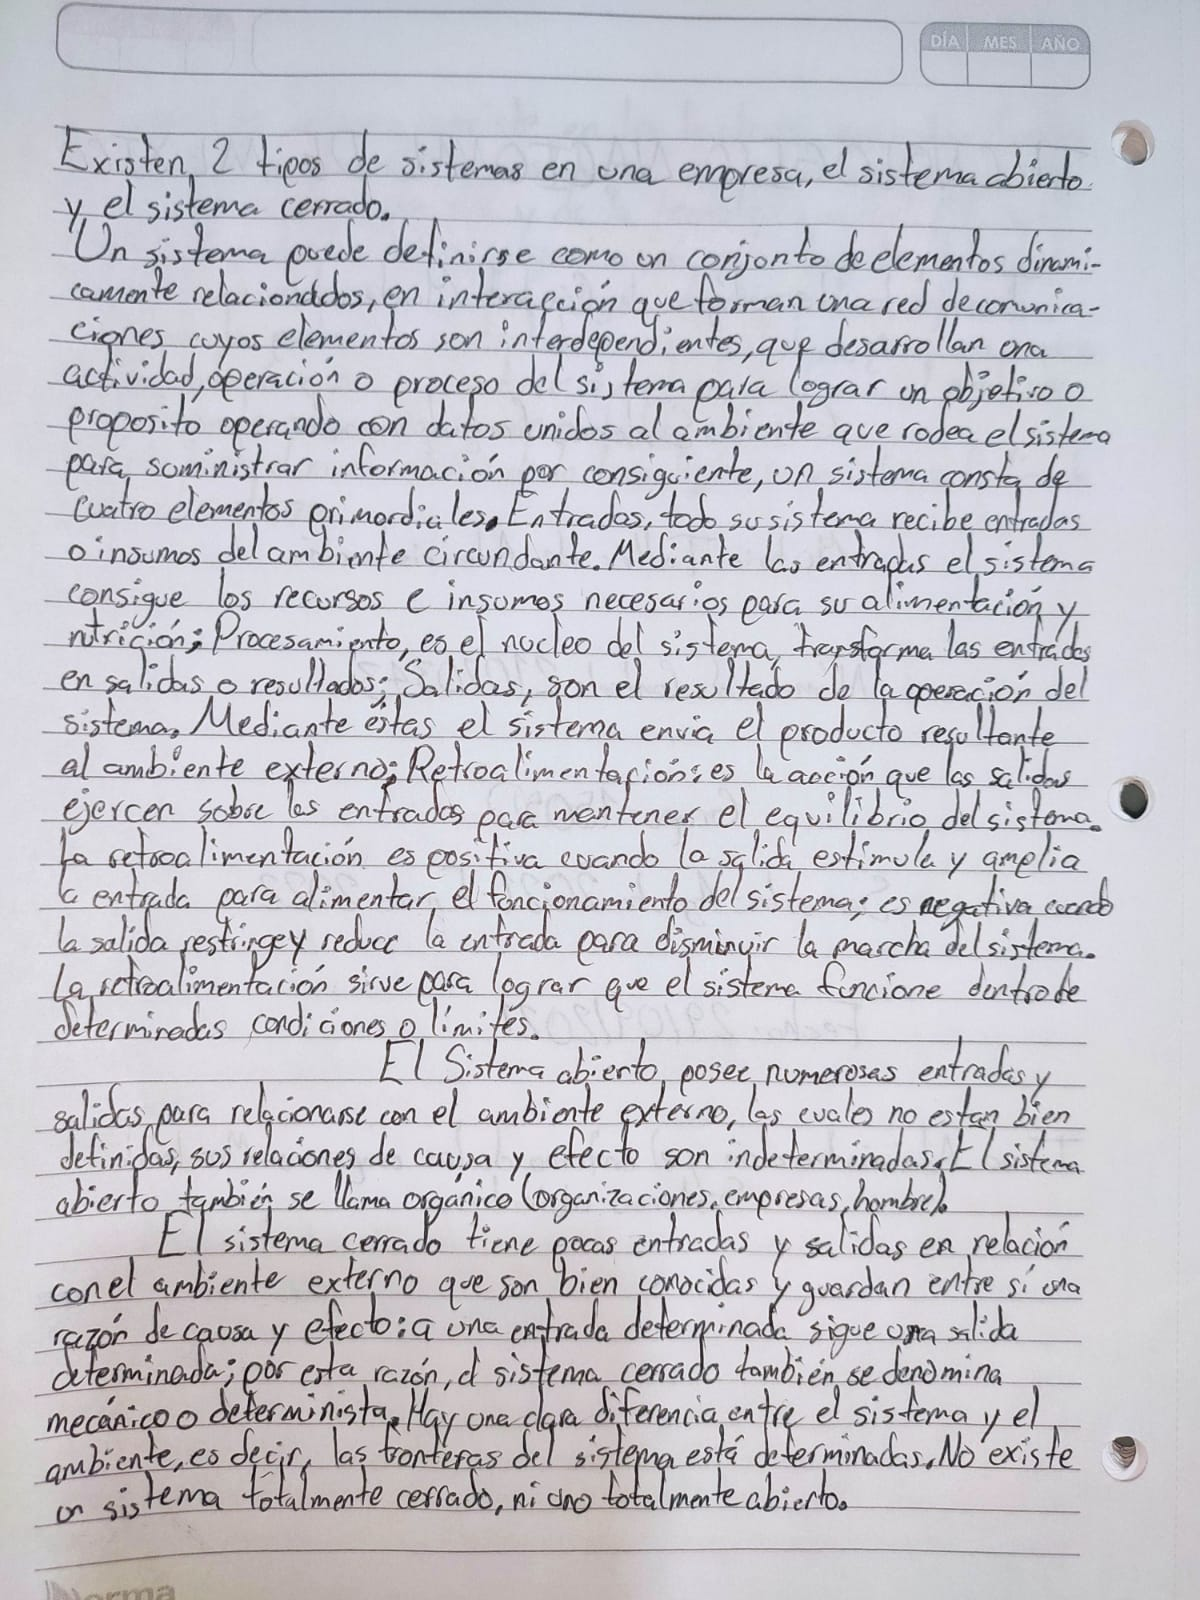 DÍA MES AÑO
Existen 2 tipos de sistemas en una empresa, el sistema abierto
y el sistema cerrado.
Un sistema puede definirse como un conjunto de elementos dinami-
camente relacionados, en interacción que forman una red de comunica-
ciones cuyos elementos son interdependientes, que desarrollan una
actividad, operación o proceso del sistema para lograr un objetivo o
proposito operando con datos unidos al ambiente que rodea el sistema
para suministrar información por consiguiente, un sistema consta de
cuatro elementos primordiales. Entradas, todo su sistema recibe entradas
o insumos del ambiente circundante. Mediante las entradas el sistema
consigue los recursos e insumos necesarios para su alimentación y
nutrición; Procesamiento, es el nucleo del sistema, transforma las entradas
en salidas o resultados; Salidas, son el resultado de la operación del
sistema. Mediante éstas el sistema envia el producto resultante
al ambiente externo; Retroalimentación: es la acción que las salidas
ejercen sobre las entradas para mantener el equilibrio del sistema.
La retroalimentación es positiva cuando la salida estimula y amplia
la entrada para alimentar el funcionamiento del sistema; es negativa cuando
la salida restringe y reduce la entrada para disminuir la marcha del sistema.
La retroalimentación sirve para lograr que el sistema funcione dentro de
determinadas condiciones o límites.
El Sistema abierto posee numerosas entradas y
salidas para relacionarse con el ambiente externo, las cuales no estan bien
definidas, sus relaciones de causa y efecto son indeterminadas. El sistema
abierto también se llama orgánico (organizaciones, empresas, hombre).
El sistema cerrado tiene pocas entradas y salidas en relación
con el ambiente externo que son bien conocidas y guardan entre sí una
razón de causa y efecto: a una entrada determinada sigue una salida
determinada; por esta razón, el sistema cerrado también se denomina
mecánico o determinista. Hay una clara diferencia entre el sistema y el
ambiente, es decir, las fronteras del sistema está determinadas. No existe
un sistema totalmente cerrado, ni uno totalmente abierto.
Norma